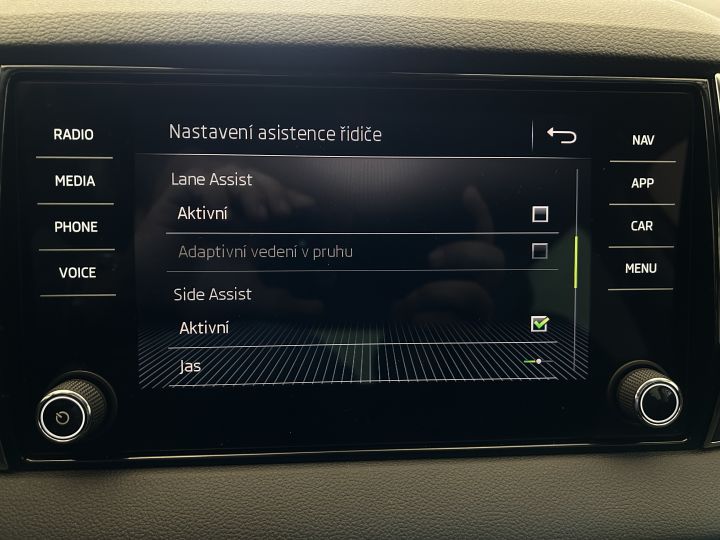 RADIO
MEDIA
PHONE
VOICE
Nastavení asistence řidiče
Lane Assist
Aktivní
Adaptivní vedení v pruhu
Side Assist
Aktivní
Jas
NAV
APP
CAR
MENU